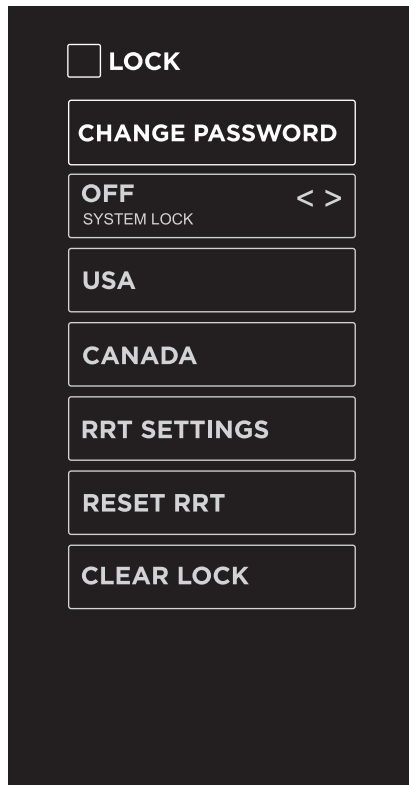 LOCK
CHANGE PASSWORD
OFF < >
SYSTEM LOCK
USA
CANADA
RRT SETTINGS
RESET RRT
CLEAR LOCK